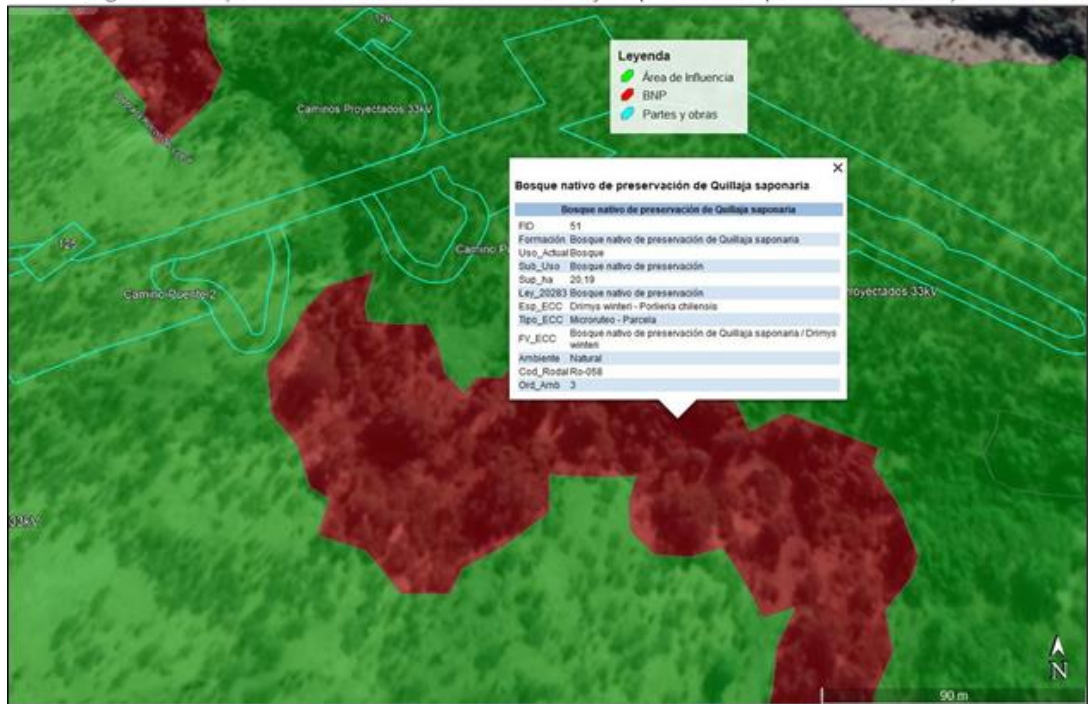 126
Leyenda
Área de Influencia
BNP
Partes y obras
Caminos Proyectados 33kV
×
Bosque nativo de preservación de Quillaja saponaria
Bosque nativo de preservación de Quillaja saponaria
FID 51
Formación Bosque nativo de preservación de Quillaja saponaria
Uso_Actual Bosque
Sub_Uso Bosque nativo de preservación
Sup_ha 20,19
Ley_20283 Bosque nativo de preservación
Esp_ECC Drimys winteri - Porlieria chilensis
Tipo_ECC Microruteo - Parcela
FV_ECC Bosque nativo de preservación de Quillaja saponaria / Drimys
winteri
Ambiente Natural
Cod_Rodal Ro-058
Ord_Amb 3
125
Camino P
Camino Puente 2
royectados 33kV
33kV
N
90 m